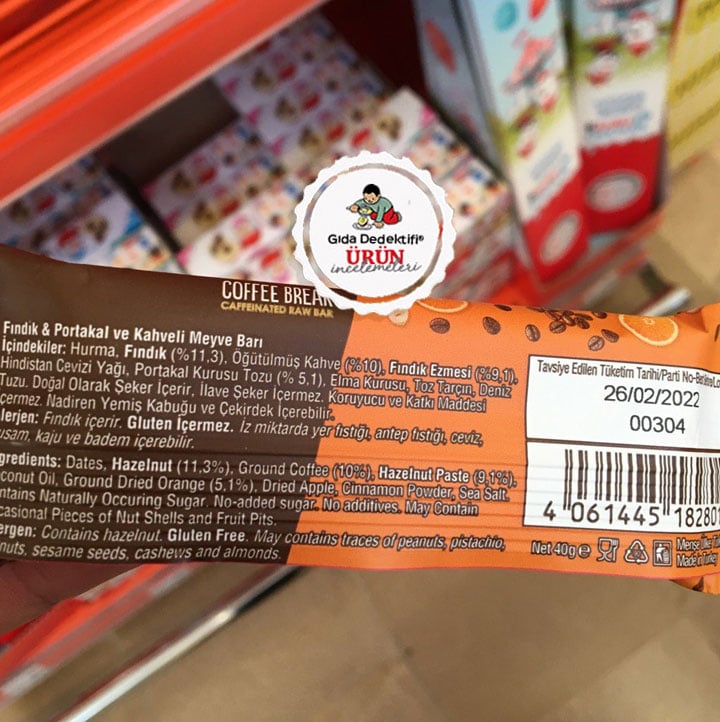 Gıda Dedektifi®
ÜRÜN
incelemeleri
COFFEE BREAK
CAFFEINATED RAW BAR
Fındık & Portakal ve Kahveli Meyve Barı
İçindekiler: Hurma, Fındık (%11,3), Öğütülmüş Kahve (%10), Fındık Ezmesi (%9,1),
Hindistan Cevizi Yağı, Portakal Kurusu Tozu (% 5,1), Elma Kurusu, Toz Tarçın, Deniz
Tuzu. Doğal Olarak Şeker İçerir, İlave Şeker İçermez. Koruyucu ve Katkı Maddesi
çermez. Nadiren Yemiş Kabuğu ve Çekirdek İçerebilir.
lerjen: Fındık içerir. Gluten İçermez. İz miktarda yer fıstığı, antep fıstığı, ceviz,
usam, kaju ve badem içerebilir.
gredients: Dates, Hazelnut (11,3%), Ground Coffee (10%), Hazelnut Paste (9,1%),
conut Oil, Ground Dried Orange (5,1%), Dried Apple, Cinnamon Powder, Sea Salt.
ntains Naturally Occuring Sugar. No-added sugar. No additives. May Contain
casional Pieces of Nut Shells and Fruit Pits.
ergen: Contains hazelnut. Gluten Free. May contains traces of peanuts, pistachio,
nuts, sesame seeds, cashews and almonds.
Tavsiye Edilen Tüketim Tarihi/Parti No-
26/02/2022
00304
4 061445 18280
Net 40g e
Menşe Ülke
Made in Turkey